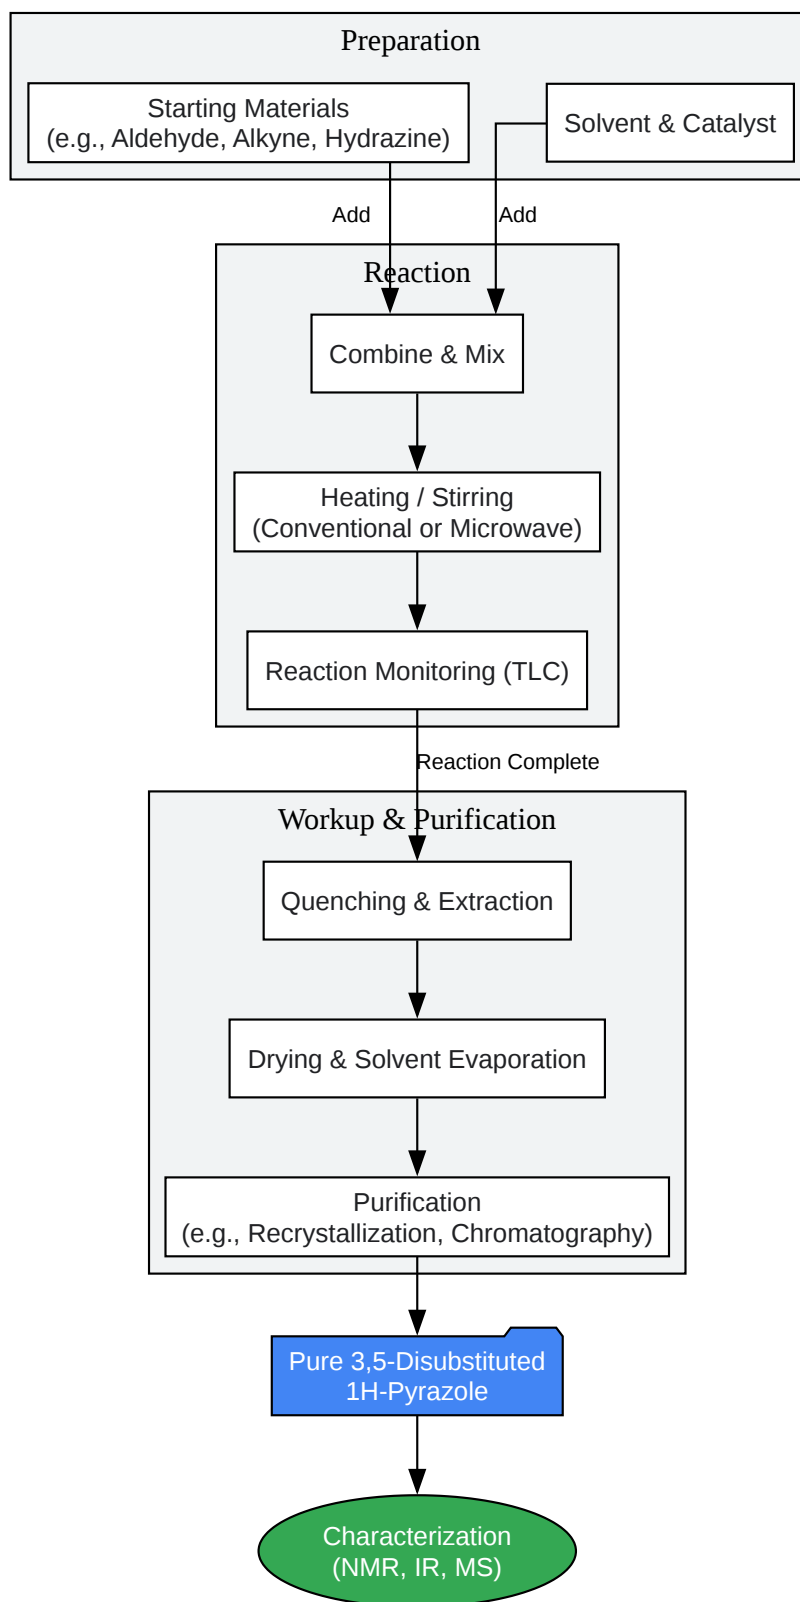 Preparation
Starting Materials
(e.g., Aldehyde, Alkyne, Hydrazine)
Solvent & Catalyst
Add
Add
Reaction
Combine & Mix
Heating / Stirring
(Conventional or Microwave)
Reaction Monitoring (TLC)
Reaction Complete
Workup & Purification
Quenching & Extraction
Drying & Solvent Evaporation
Purification
(e.g., Recrystallization, Chromatography)
Pure 3,5-Disubstituted
1H-Pyrazole
Characterization
(NMR, IR, MS)